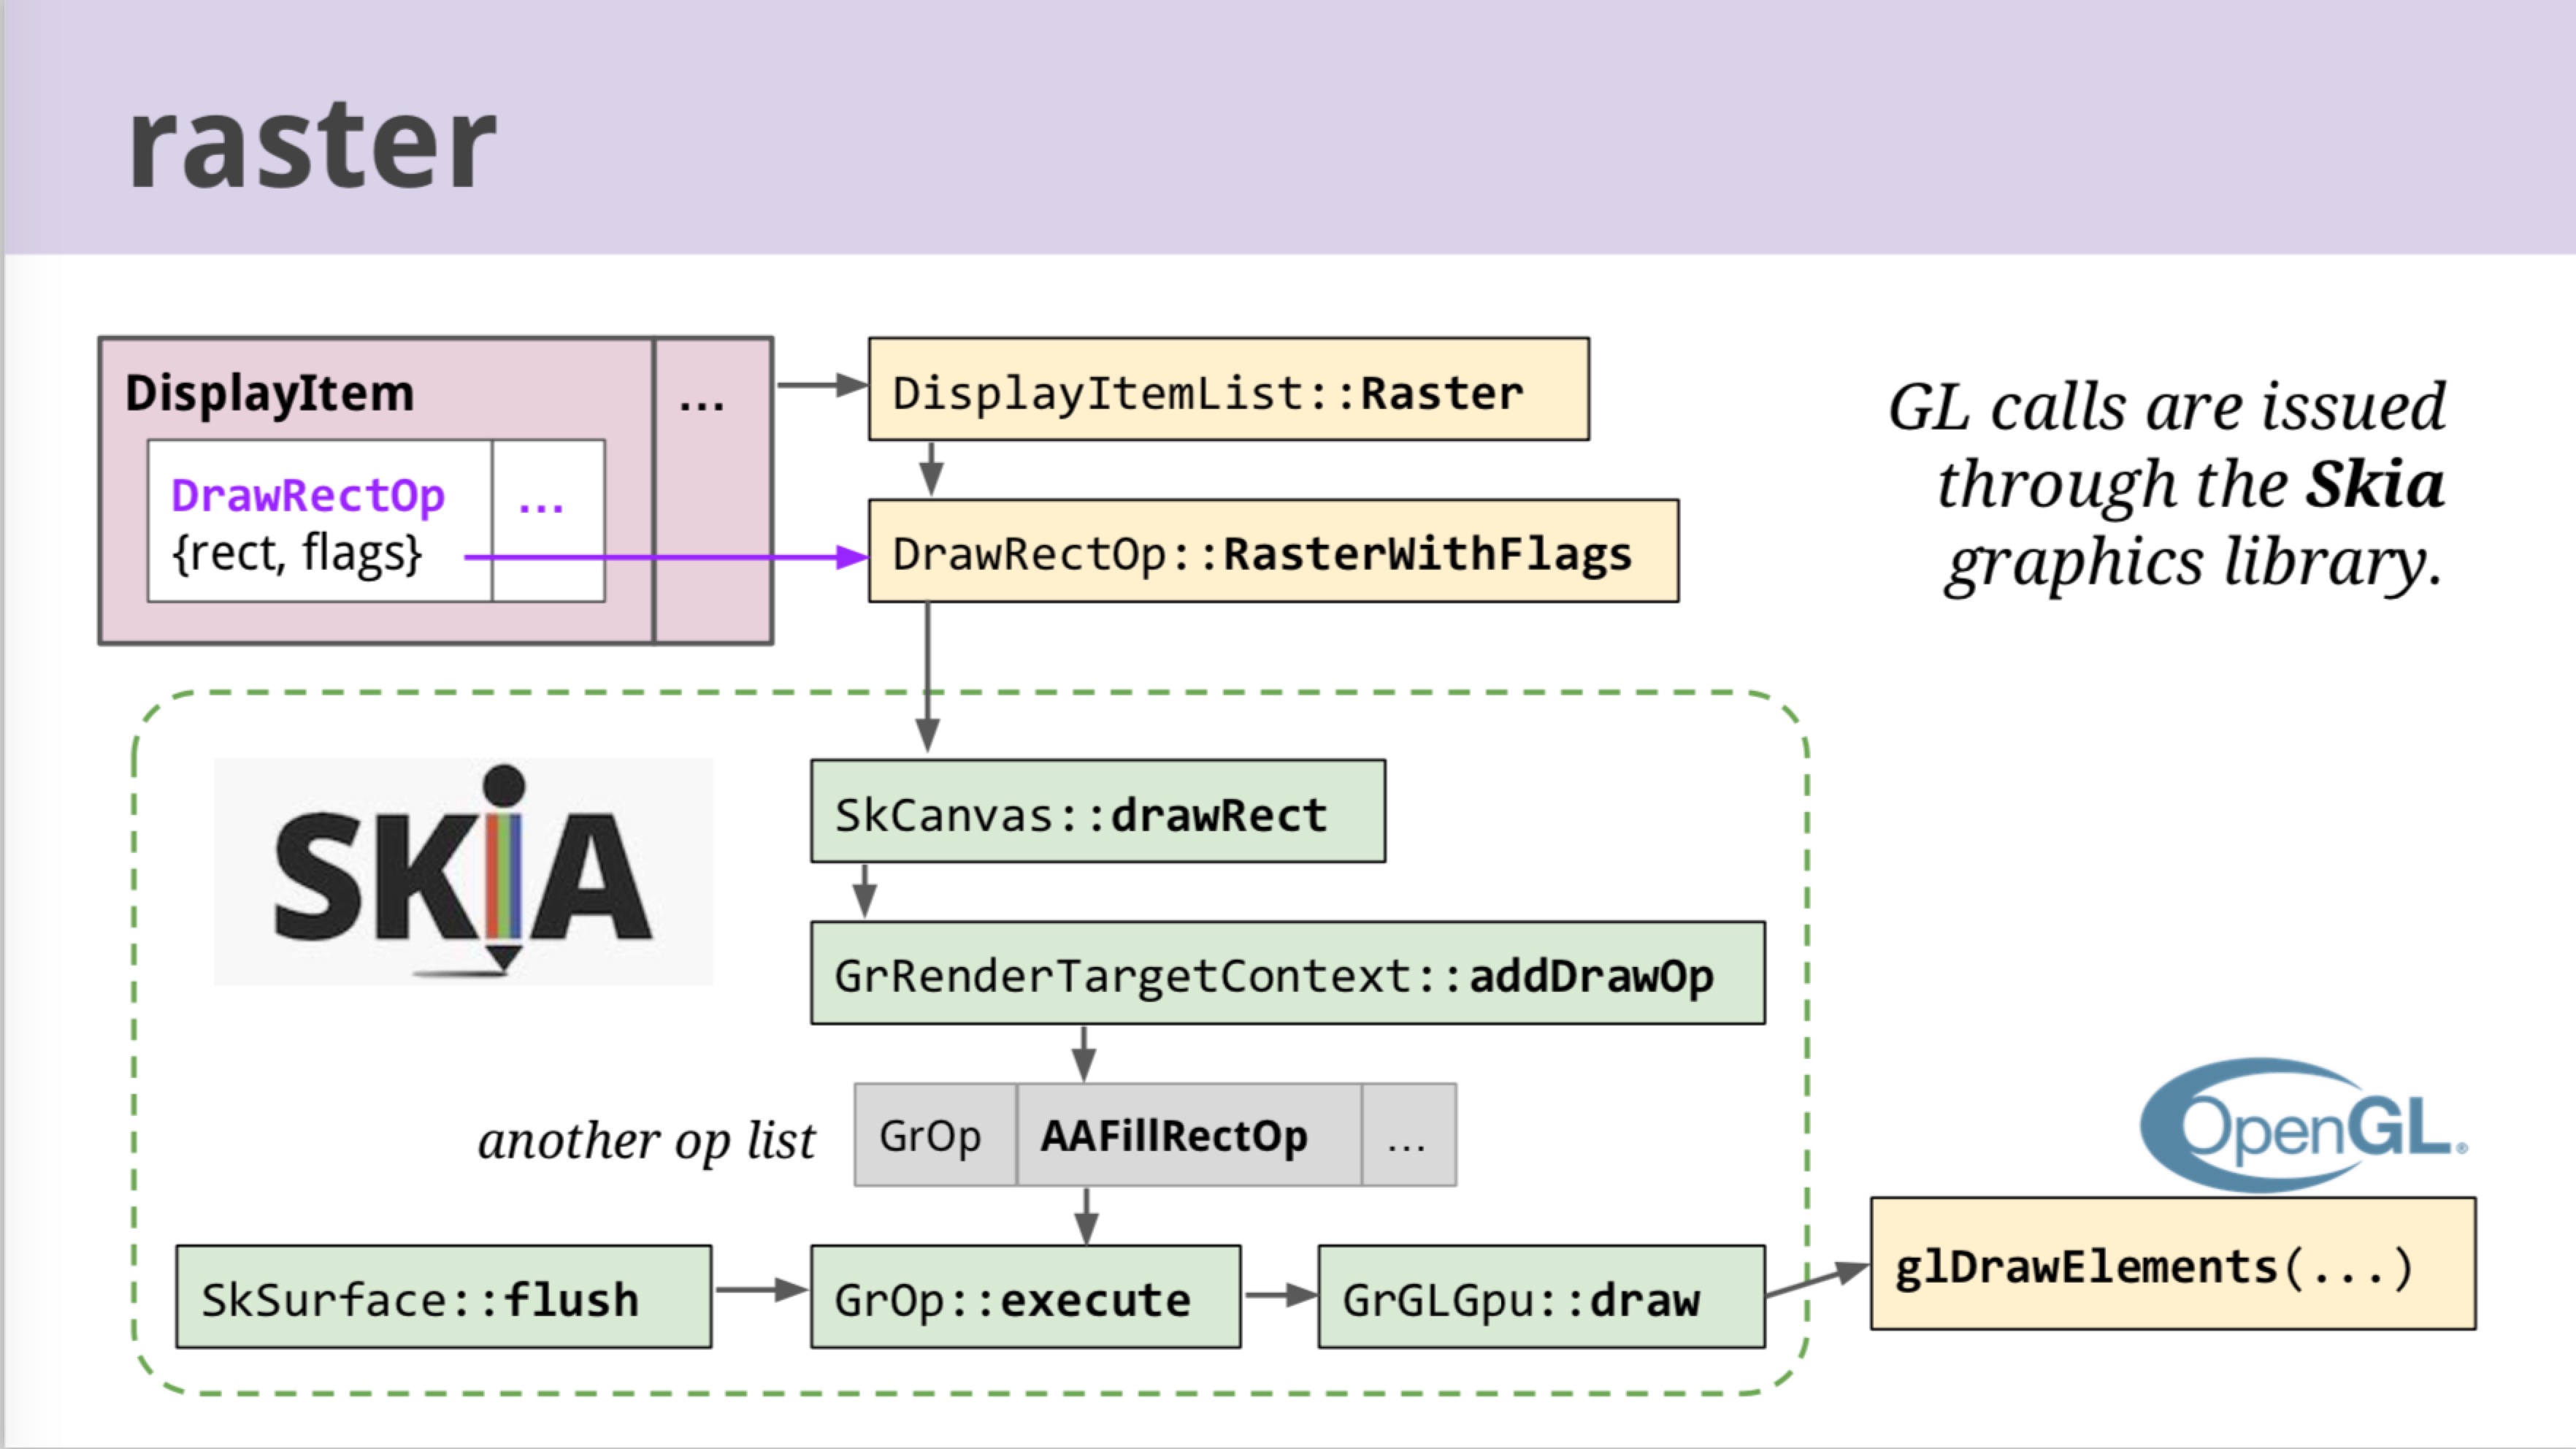 raster
DisplayItem
...
DrawRectOp
...
{rect, flags}
DisplayItemList::Raster
DrawRectOp::RasterWithFlags
GL calls are issued
through the Skia
graphics library.
SKiA
SkCanvas::drawRect
GrRenderTargetContext::addDrawOp
another op list
GrOp
AAFillRectOp
...
SkSurface::flush
GrOp::execute
GrGLGpu::draw
OpenGL®
glDrawElements(...)